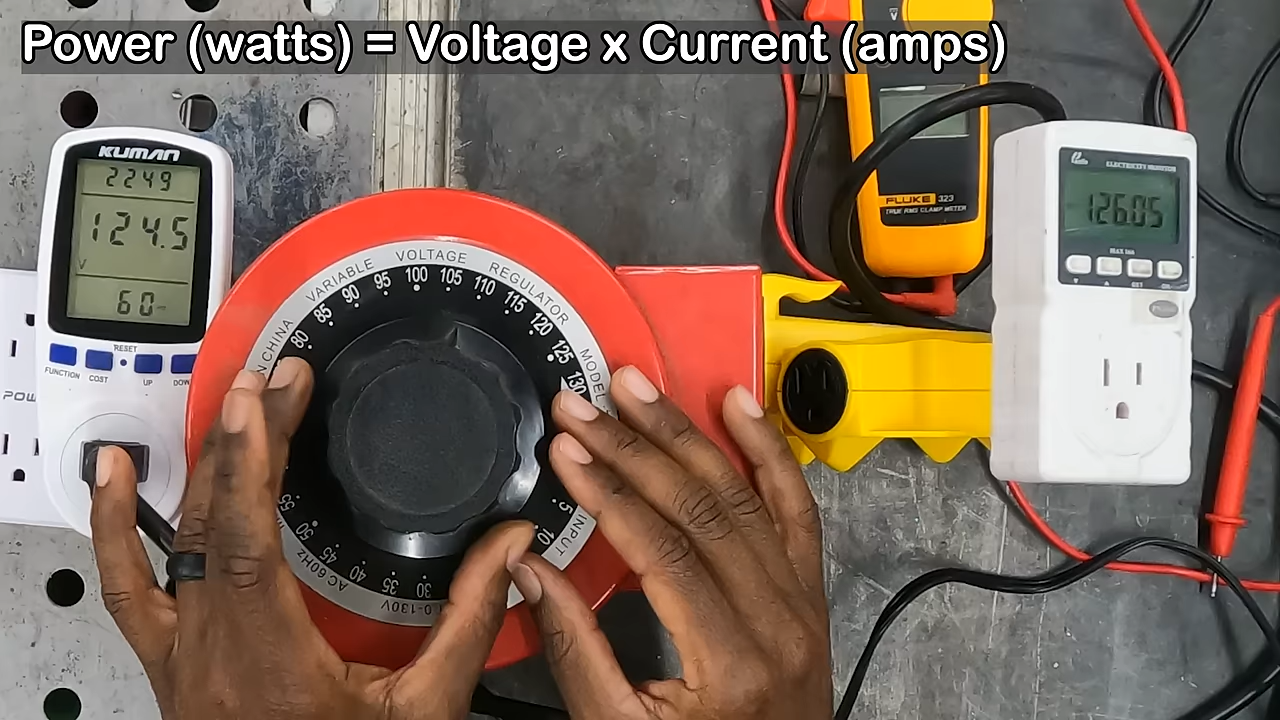 Power (watts) = Voltage x Current (amps)
KUMAN
2249
124.5
V
60
RESET
FUNCTION COST UP DOW
POW
VARIABLE VOLTAGE REGULATOR MODEL
N CHINA
80 85 90 95 100 105 110 115 120 125 130
5 10
INPUT
30 35 40 45 50 55
AC 60Hz
0-130V
V
FLUKE 323
TRUE RMS CLAMP METER
ELECTRICITY MONITOR
126.05